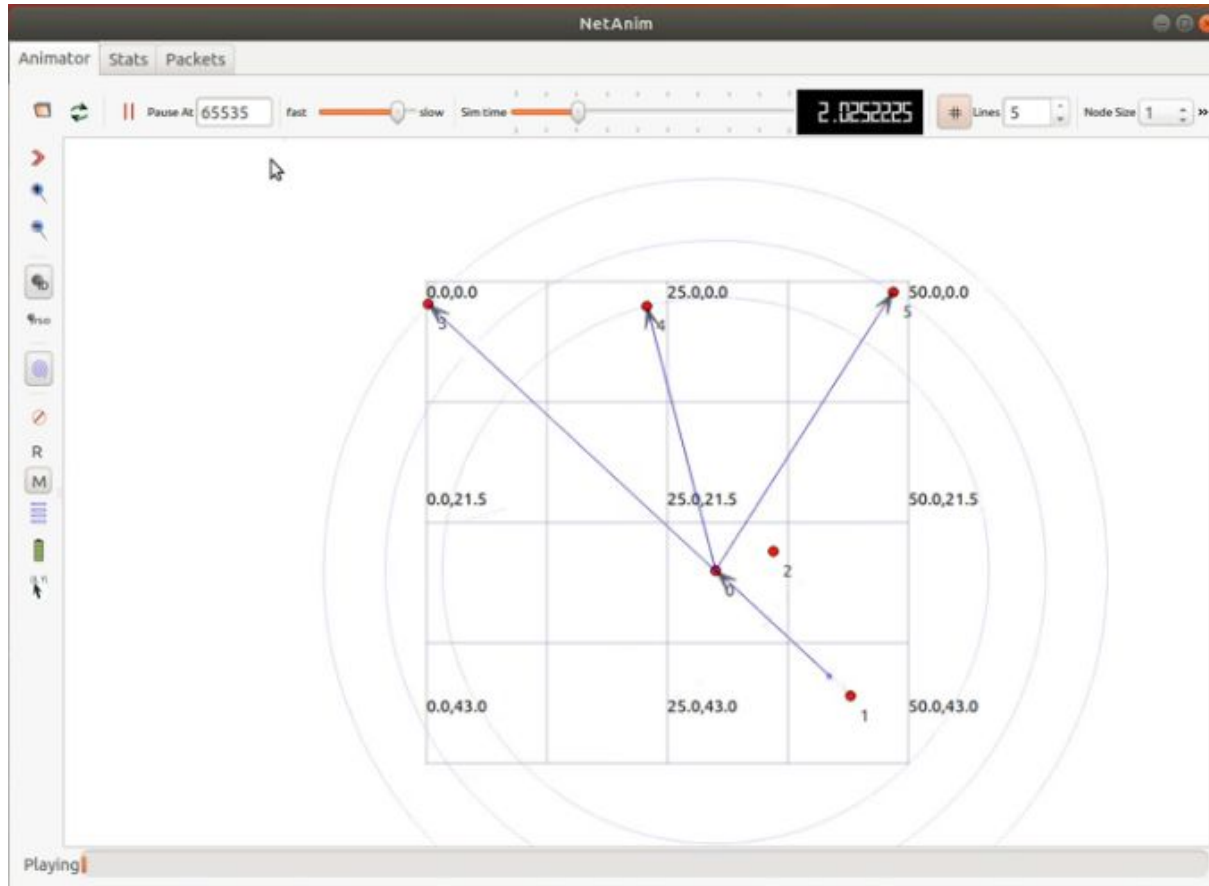 NetAnim
Animator Stats Packets
Pause At 65535 fast slow Sim time 2.0252225 # Lines 5 Node Size 1 »
0.0,0.0 25.0,0.0 50.0,0.0
3 4 5
R
M
0.0,21.5 25.0,21.5 50.0,21.5
2
0
0.0,43.0 25.0,43.0 50.0,43.0
1
Playing